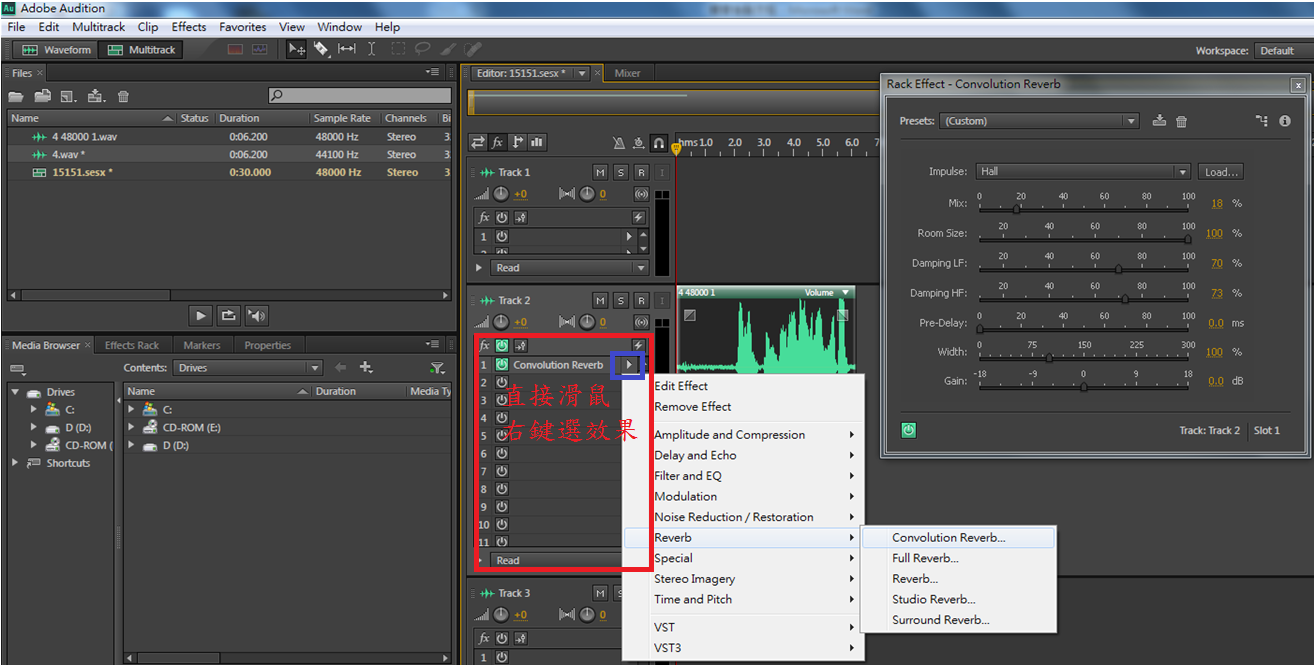 Au Adobe Audition
File Edit Multitrack Clip Effects Favorites View Window Help
Waveform Multitrack
Workspace: Default
Files ×
Name Status Duration Sample Rate Channels Bi
4 48000 1.wav 0:06.200 48000 Hz Stereo 3
4.wav * 0:06.200 44100 Hz Stereo 3
15151.sesx * 0:30.000 48000 Hz Stereo 3
Media Browser × Effects Rack Markers Properties
Contents: Drives
Drives
C:
D (D:)
CD-ROM (
Shortcuts
Name Duration Media Ty
C:
CD-ROM (E:)
D (D:)
Editor: 15151.sesx * × Mixer
fx
hms 1.0 2.0 3.0 4.0 5.0 6.0 7
Track 1 M S R I
+0 0
fx
1
2
Read
Track 2 M S R I
+0 0
fx
1 Convolution Reverb
2
3
4
5
6
7
8
9
10
11
直接滑鼠
右鍵選效果
Read
Track 3 M S
+0 0
fx
1
4 48000 1 Volume
Edit Effect
Remove Effect
Amplitude and Compression
Delay and Echo
Filter and EQ
Modulation
Noise Reduction / Restoration
Reverb
Special
Stereo Imagery
Time and Pitch
VST
VST3
Convolution Reverb...
Full Reverb...
Reverb...
Studio Reverb...
Surround Reverb...
Rack Effect - Convolution Reverb x
Presets: (Custom)
Impulse: Hall Load...
Mix: 0 20 40 60 80 100 18 %
Room Size: 20 40 60 80 100 100 %
Damping LF: 20 40 60 80 100 70 %
Damping HF: 0 20 40 60 80 100 73 %
Pre-Delay: 0 20 40 60 80 100 0.0 ms
Width: 0 75 150 225 300 100 %
Gain: -18 -9 0 9 18 0.0 dB
Track: Track 2 Slot 1